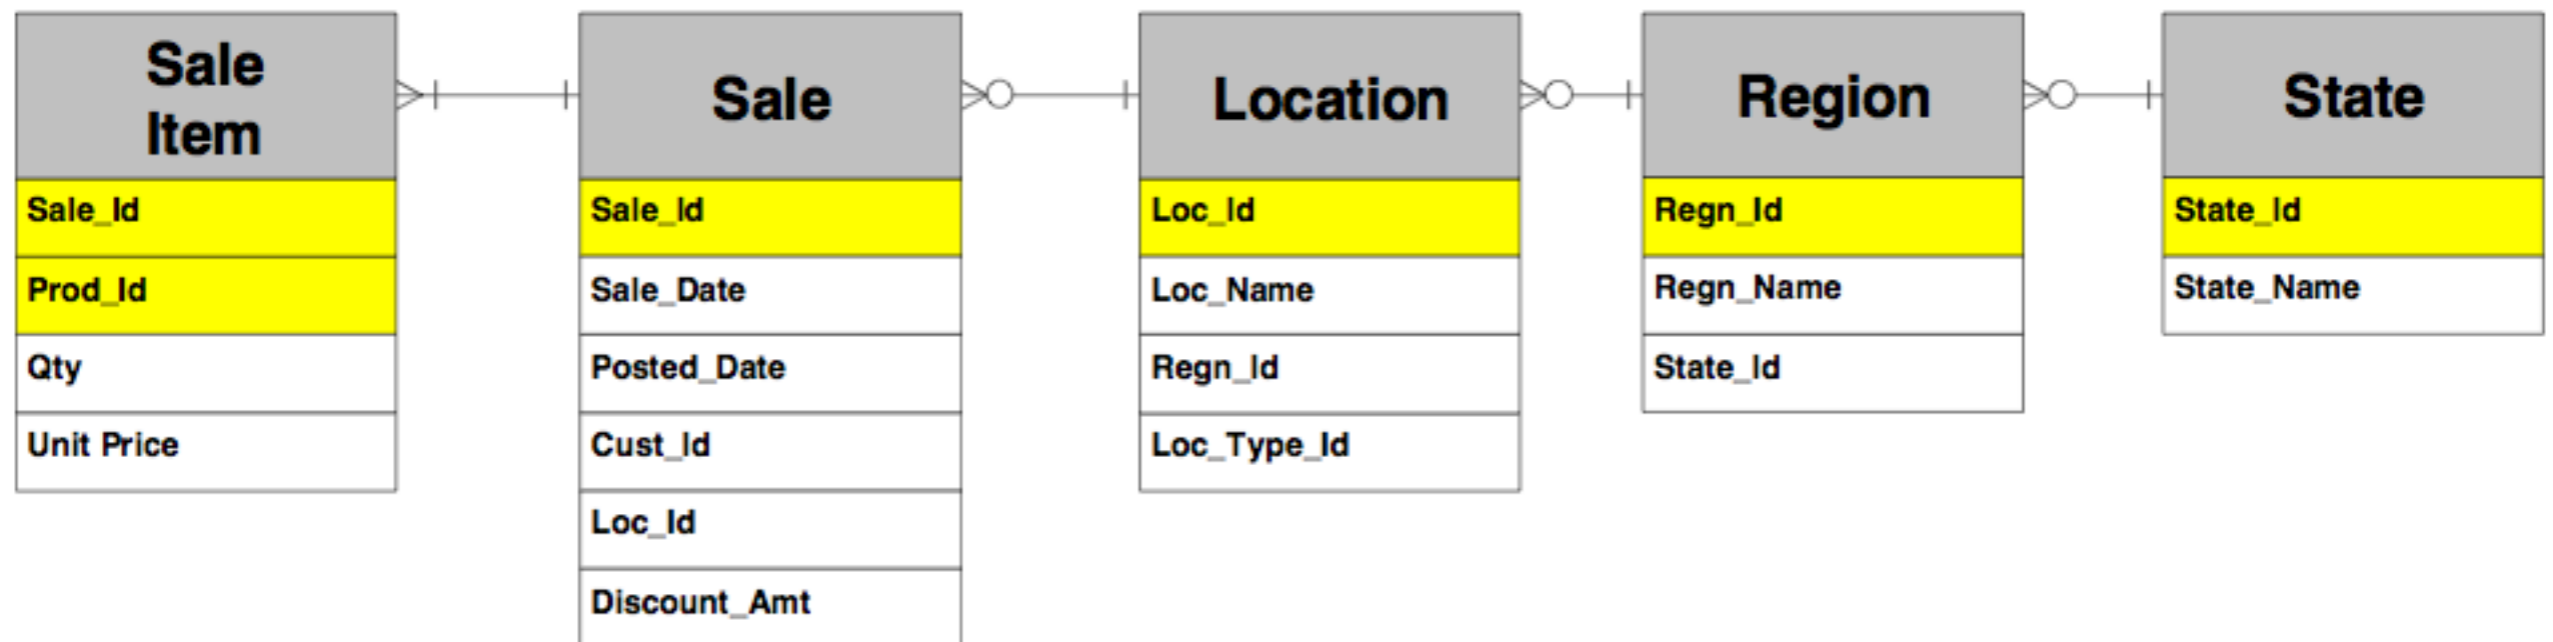 Sale
Item
Sale_Id
Prod_Id
Qty
Unit Price
Sale
Sale_Id
Sale_Date
Posted_Date
Cust_Id
Loc_Id
Discount_Amt
Location
Loc_Id
Loc_Name
Regn_Id
Loc_Type_Id
Region
Regn_Id
Regn_Name
State_Id
State
State_Id
State_Name